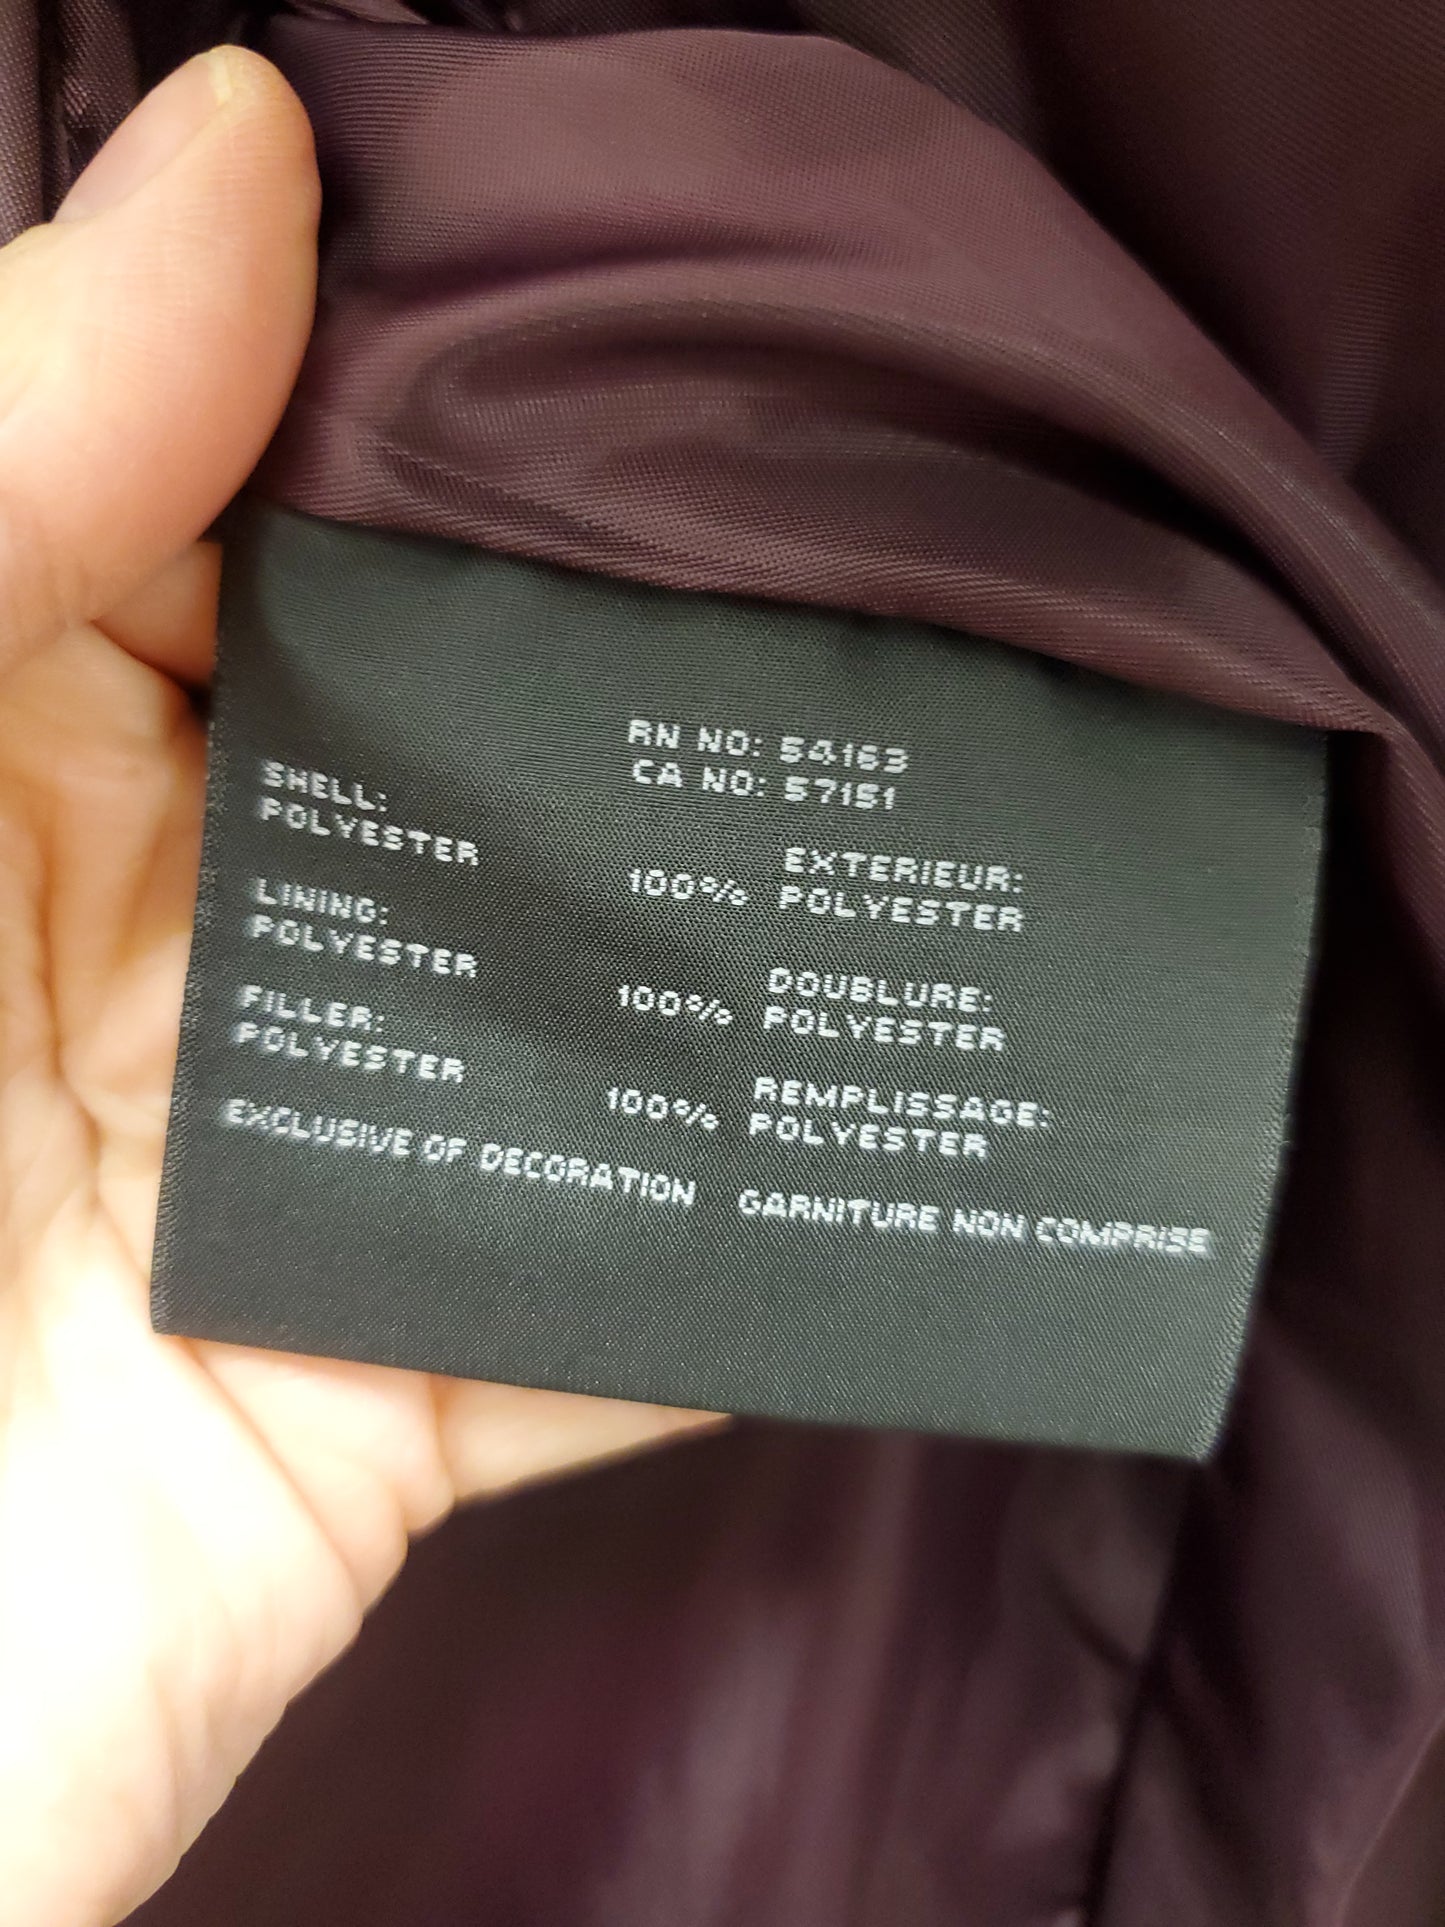 RN NO: 54163
CA NO: 57151
SHELL:
POLYESTER 100%
LINING:
POLYESTER 100%
FILLER:
POLYESTER 100%
EXCLUSIVE OF DECORATION
EXTERIEUR:
POLYESTER
DOUBLURE:
POLYESTER
REMPLISSAGE:
POLYESTER
GARNITURE NON COMPRISE